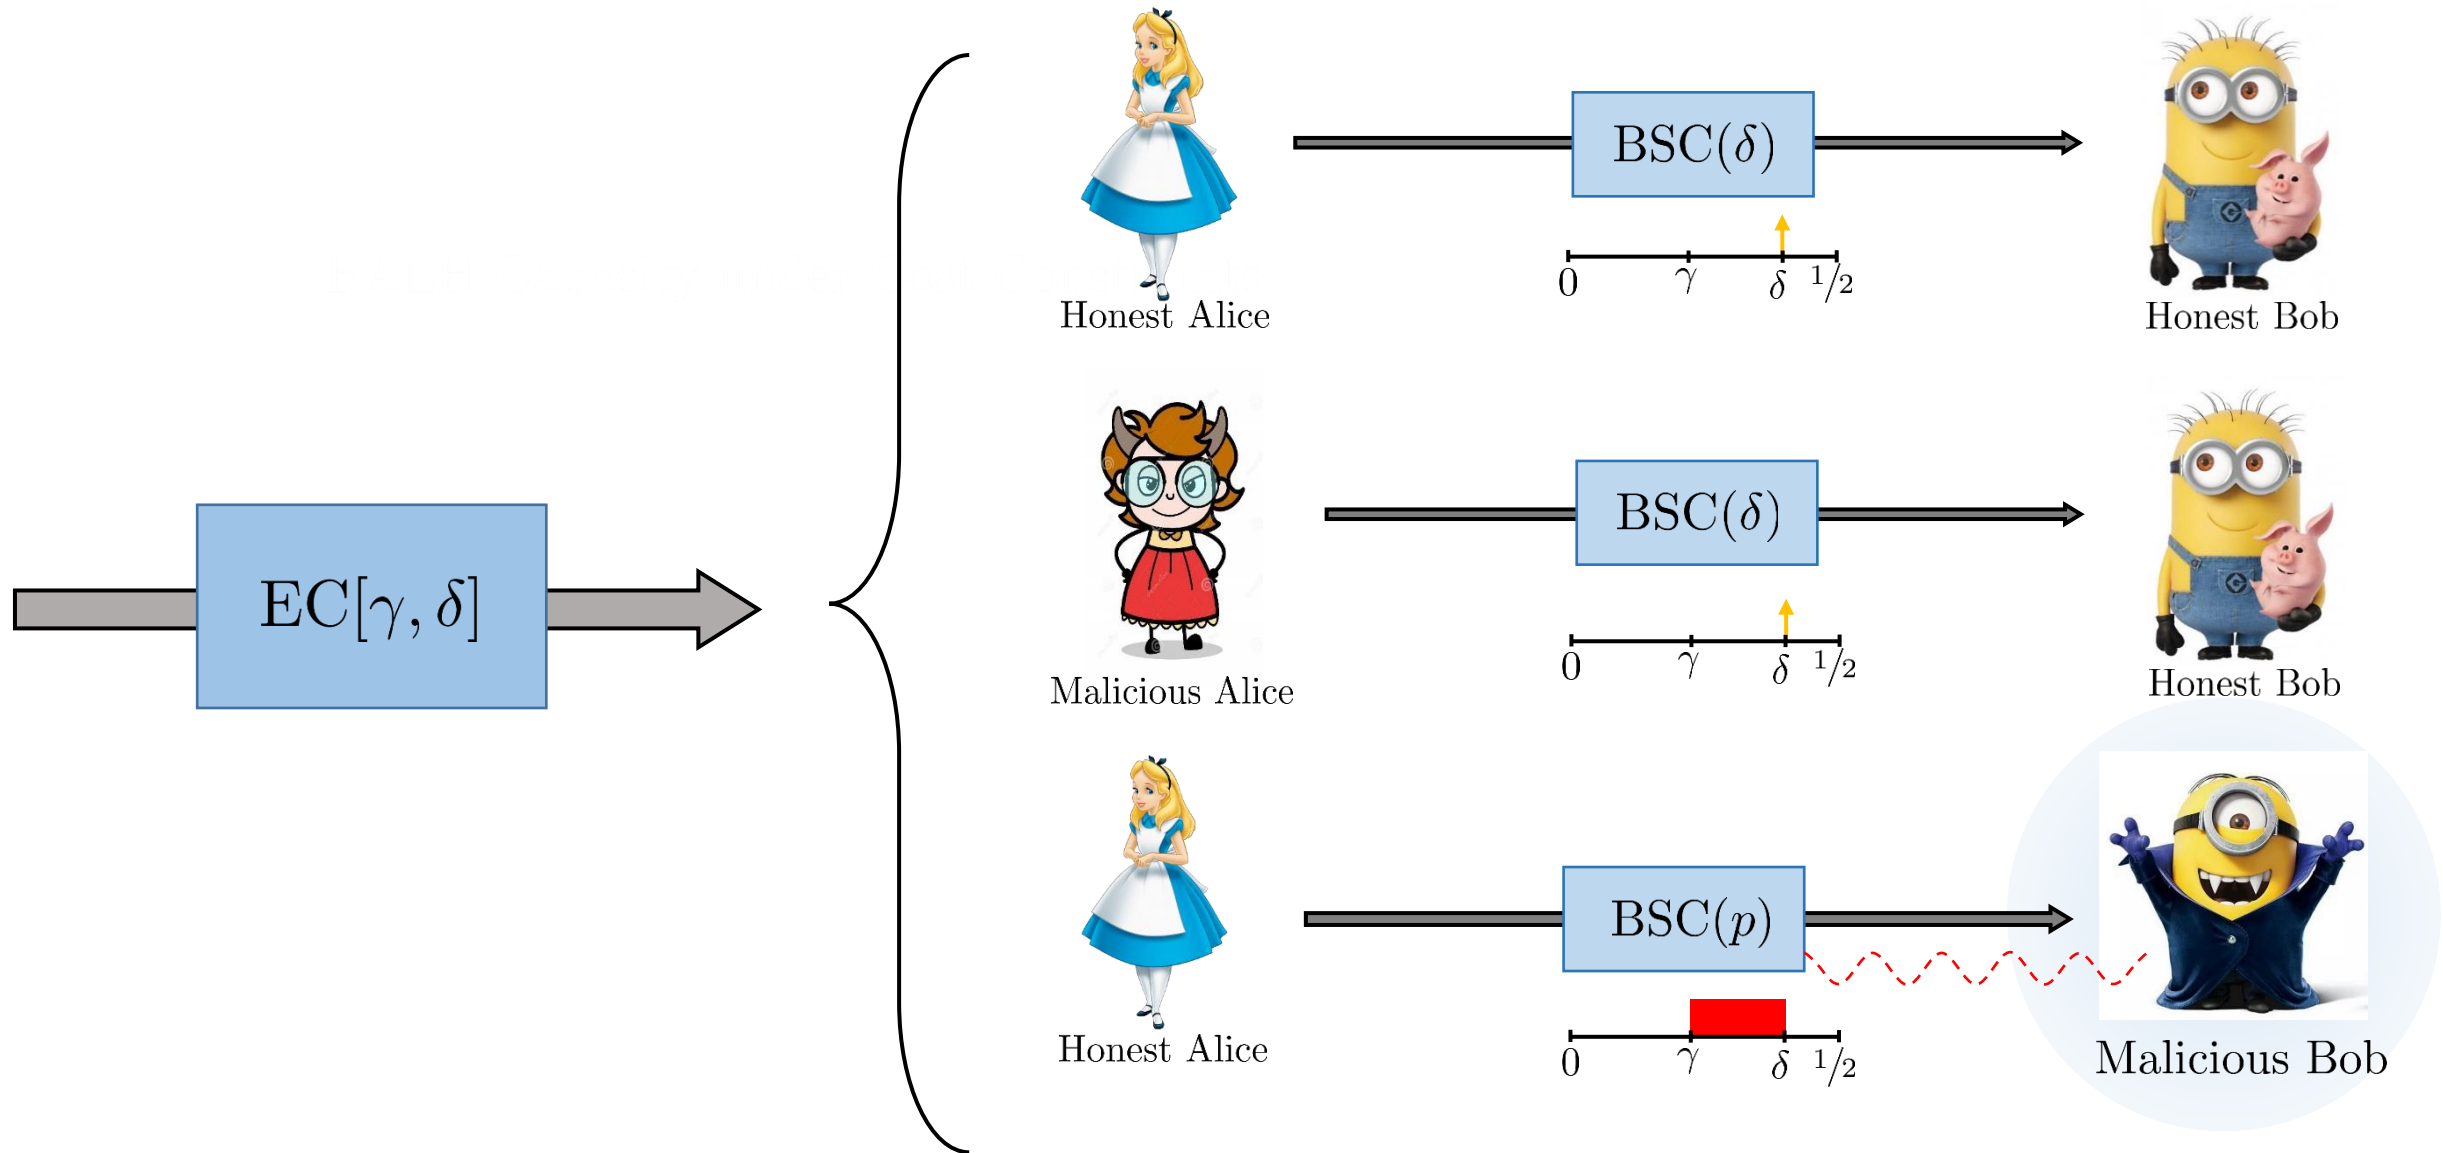 EC[γ, δ]
BSC(δ)
0 γ δ 1/2
Honest Alice
Honest Bob
BSC(δ)
0 γ δ 1/2
Malicious Alice
Honest Bob
BSC(p)
0 γ δ 1/2
Honest Alice
Malicious Bob